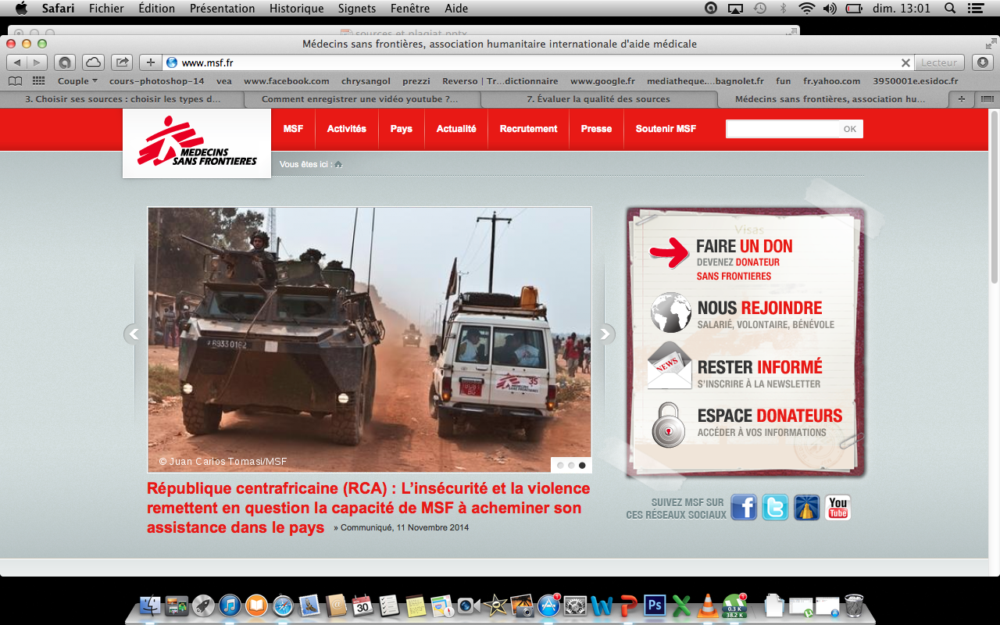 Safari Fichier Édition Présentation Historique Signets Fenêtre Aide dim. 13:01
sources et plagiat.pptx
Médecins sans frontières, association humanitaire internationale d'aide médicale
www.msf.fr Lecteur
Couple cours-photoshop-14 vea www.facebook.com chrysangol prezzi Reverso | Tr...dictionnaire www.google.fr mediatheque....bagnolet.fr fun fr.yahoo.com 3950001e.esidoc.fr
3. Choisir ses sources : choisir les types d... Comment enregistrer une vidéo youtube ?... 7. Évaluer la qualité des sources Médecins sans frontières, association hu...
MSF Activités Pays Actualité Recrutement Presse Soutenir MSF OK
MEDECINS
SANS FRONTIERES
Vous êtes ici :
Visas
FAIRE UN DON
DEVENEZ DONATEUR
SANS FRONTIERES
NOUS REJOINDRE
SALARIÉ, VOLONTAIRE, BÉNÉVOLE
NEWS
RESTER INFORMÉ
S'INSCRIRE À LA NEWSLETTER
ESPACE DONATEURS
ACCÉDER À VOS INFORMATIONS
MEDECINS
SANS FRONTIERES
35
© Juan Carlos Tomasi/MSF
République centrafricaine (RCA) : L'insécurité et la violence
remettent en question la capacité de MSF à acheminer son
assistance dans le pays » Communiqué, 11 Novembre 2014
SUIVEZ MSF SUR
CES RÉSEAUX SOCIAUX
You
Tube
30
Ps
0.3 K
38.2 K